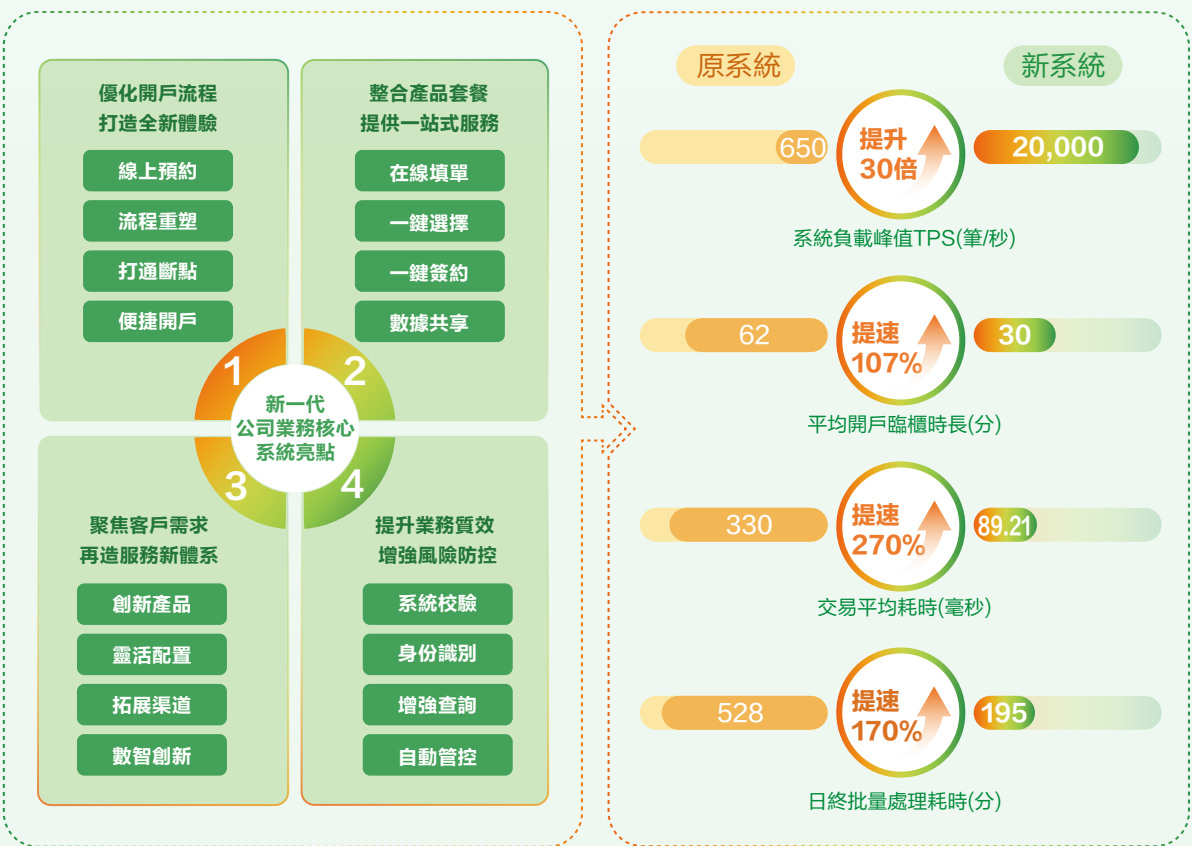 優化開戶流程
打造全新體驗
線上預約
流程重塑
打通斷點
便捷開戶
1
整合產品套餐
提供一站式服務
在線填單
一鍵選擇
一鍵簽約
數據共享
2
新一代
公司業務核心
系統亮點
3
聚焦客戶需求
再造服務新體系
創新產品
靈活配置
拓展渠道
數智創新
4
提升業務質效
增強風險防控
系統校驗
身份識別
增強查詢
自動管控
原系統
新系統
650
提升
30倍
20,000
系統負載峰值TPS(筆/秒)
62
提速
107%
30
平均開戶臨櫃時長(分)
330
提速
270%
89.21
交易平均耗時(毫秒)
528
提速
170%
195
日終批量處理耗時(分)